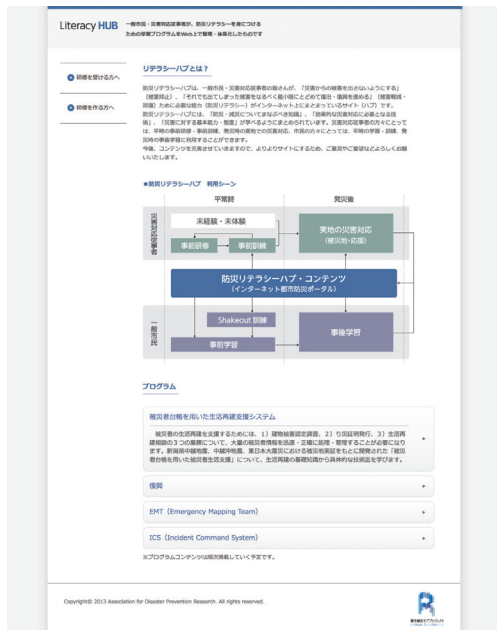 Literacy HUB
一般市民・災害対応従事者が、防災リテラシーを身につける
ための学習プログラムをWeb上で管理・体系化したものです
研修を受ける方へ
研修を作る方へ
リテラシーハブとは？
防災リテラシーハブは、一般市民・災害対応従事者の皆さんが、「災害からの被害を出さないようにする」
（被害抑止）、「それでも出てしまった被害をなるべく最小限にとどめて復旧・復興を進める」（被害軽減・
回復）ために必要な能力（防災リテラシー）がインターネット上にまとまっているサイト（ハブ）です。
防災リテラシーハブには、「防災・減災についてまなぶべき知識」、「効果的な災害対応に必要となる技
術」、「災害に対する基本能力・態度」が学べるようにまとめられています。災害対応従事者の方々にとって
は、平時の事前研修・事前訓練、発災時の実地での災害対応、市民の方々にとっては、平時の学習・訓練、発
災時の事後学習に利用することができます。
今後、コンテンツを充実させていきますので、よりよりサイトにするため、ご意見やご要望などよろしくお願
いいたします。
■防災リテラシーハブ 利用シーン
平常時
発災後
災害対応従事者
未経験・未体験
事前研修
事前訓練
実地の災害対応
（被災地・応援）
防災リテラシーハブ・コンテンツ
（インターネット都市防災ポータル）
一般市民
Shakeout 訓練
事前学習
事後学習
プログラム
被災者台帳を用いた生活再建支援システム
被災者の生活再建を支援するためには、１）建物被害認定調査、２）り災証明発行、３）生活再
建相談の３つの業務について、大量の被災者情報を迅速・正確に処理・管理することが必要になり
ます。新潟県中越地震、中越沖地震、東日本大震災における被災地実証をもとに開発された「被災
者台帳を用いた被災者生活支援」について、生活再建の基礎知識から具体的な技術迄を学びます。
復興
EMT（Emergency Mapping Team）
ICS（Incident Command System）
※プログラムコンテンツは順次掲載していく予定です。
Copyright© 2013 Association for Disaster Prevention Research. All rights reserved.